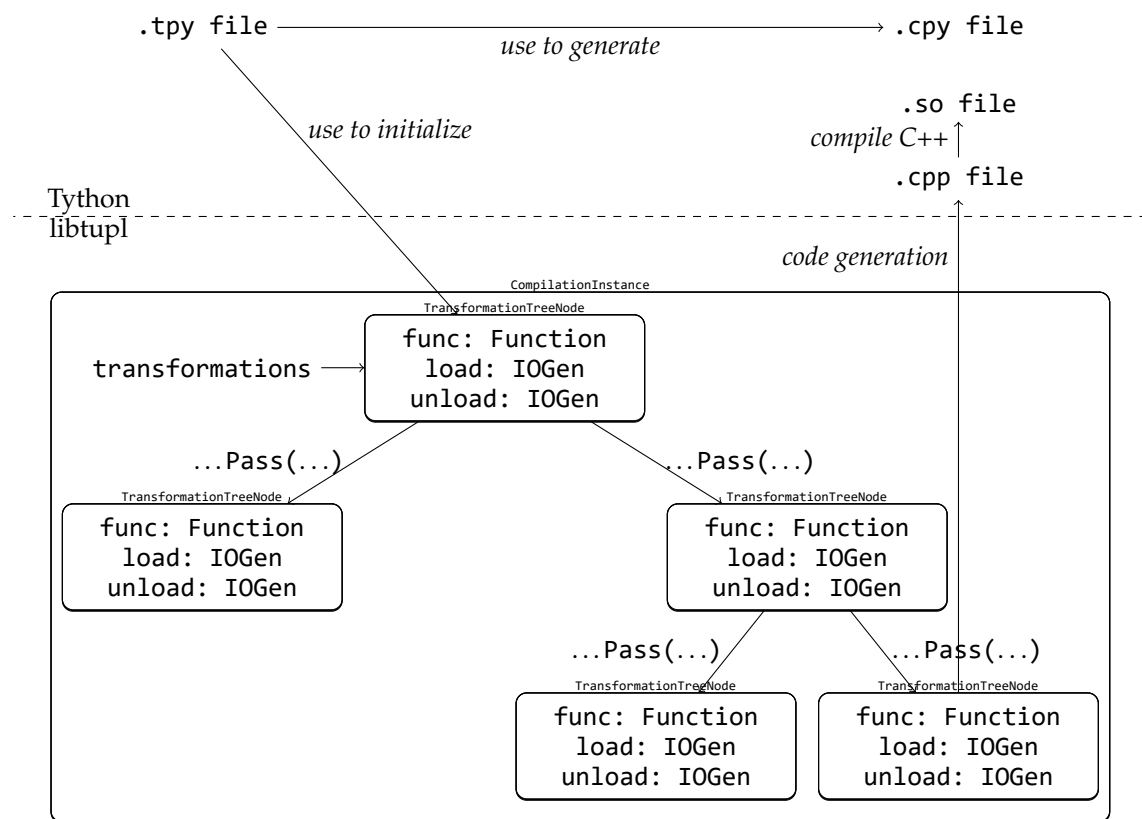 .tpy file
.cpy file
use to generate
.so file
use to initialize
compile C++
.cpp file
Tython
libtupl
code generation
CompilationInstance
TransformationTreeNode
func: Function
load: IOGen
unload: IOGen
transformations
...Pass(...)
...Pass(...)
TransformationTreeNode
func: Function
load: IOGen
unload: IOGen
TransformationTreeNode
func: Function
load: IOGen
unload: IOGen
...Pass(...)
...Pass(...)
TransformationTreeNode
func: Function
load: IOGen
unload: IOGen
TransformationTreeNode
func: Function
load: IOGen
unload: IOGen